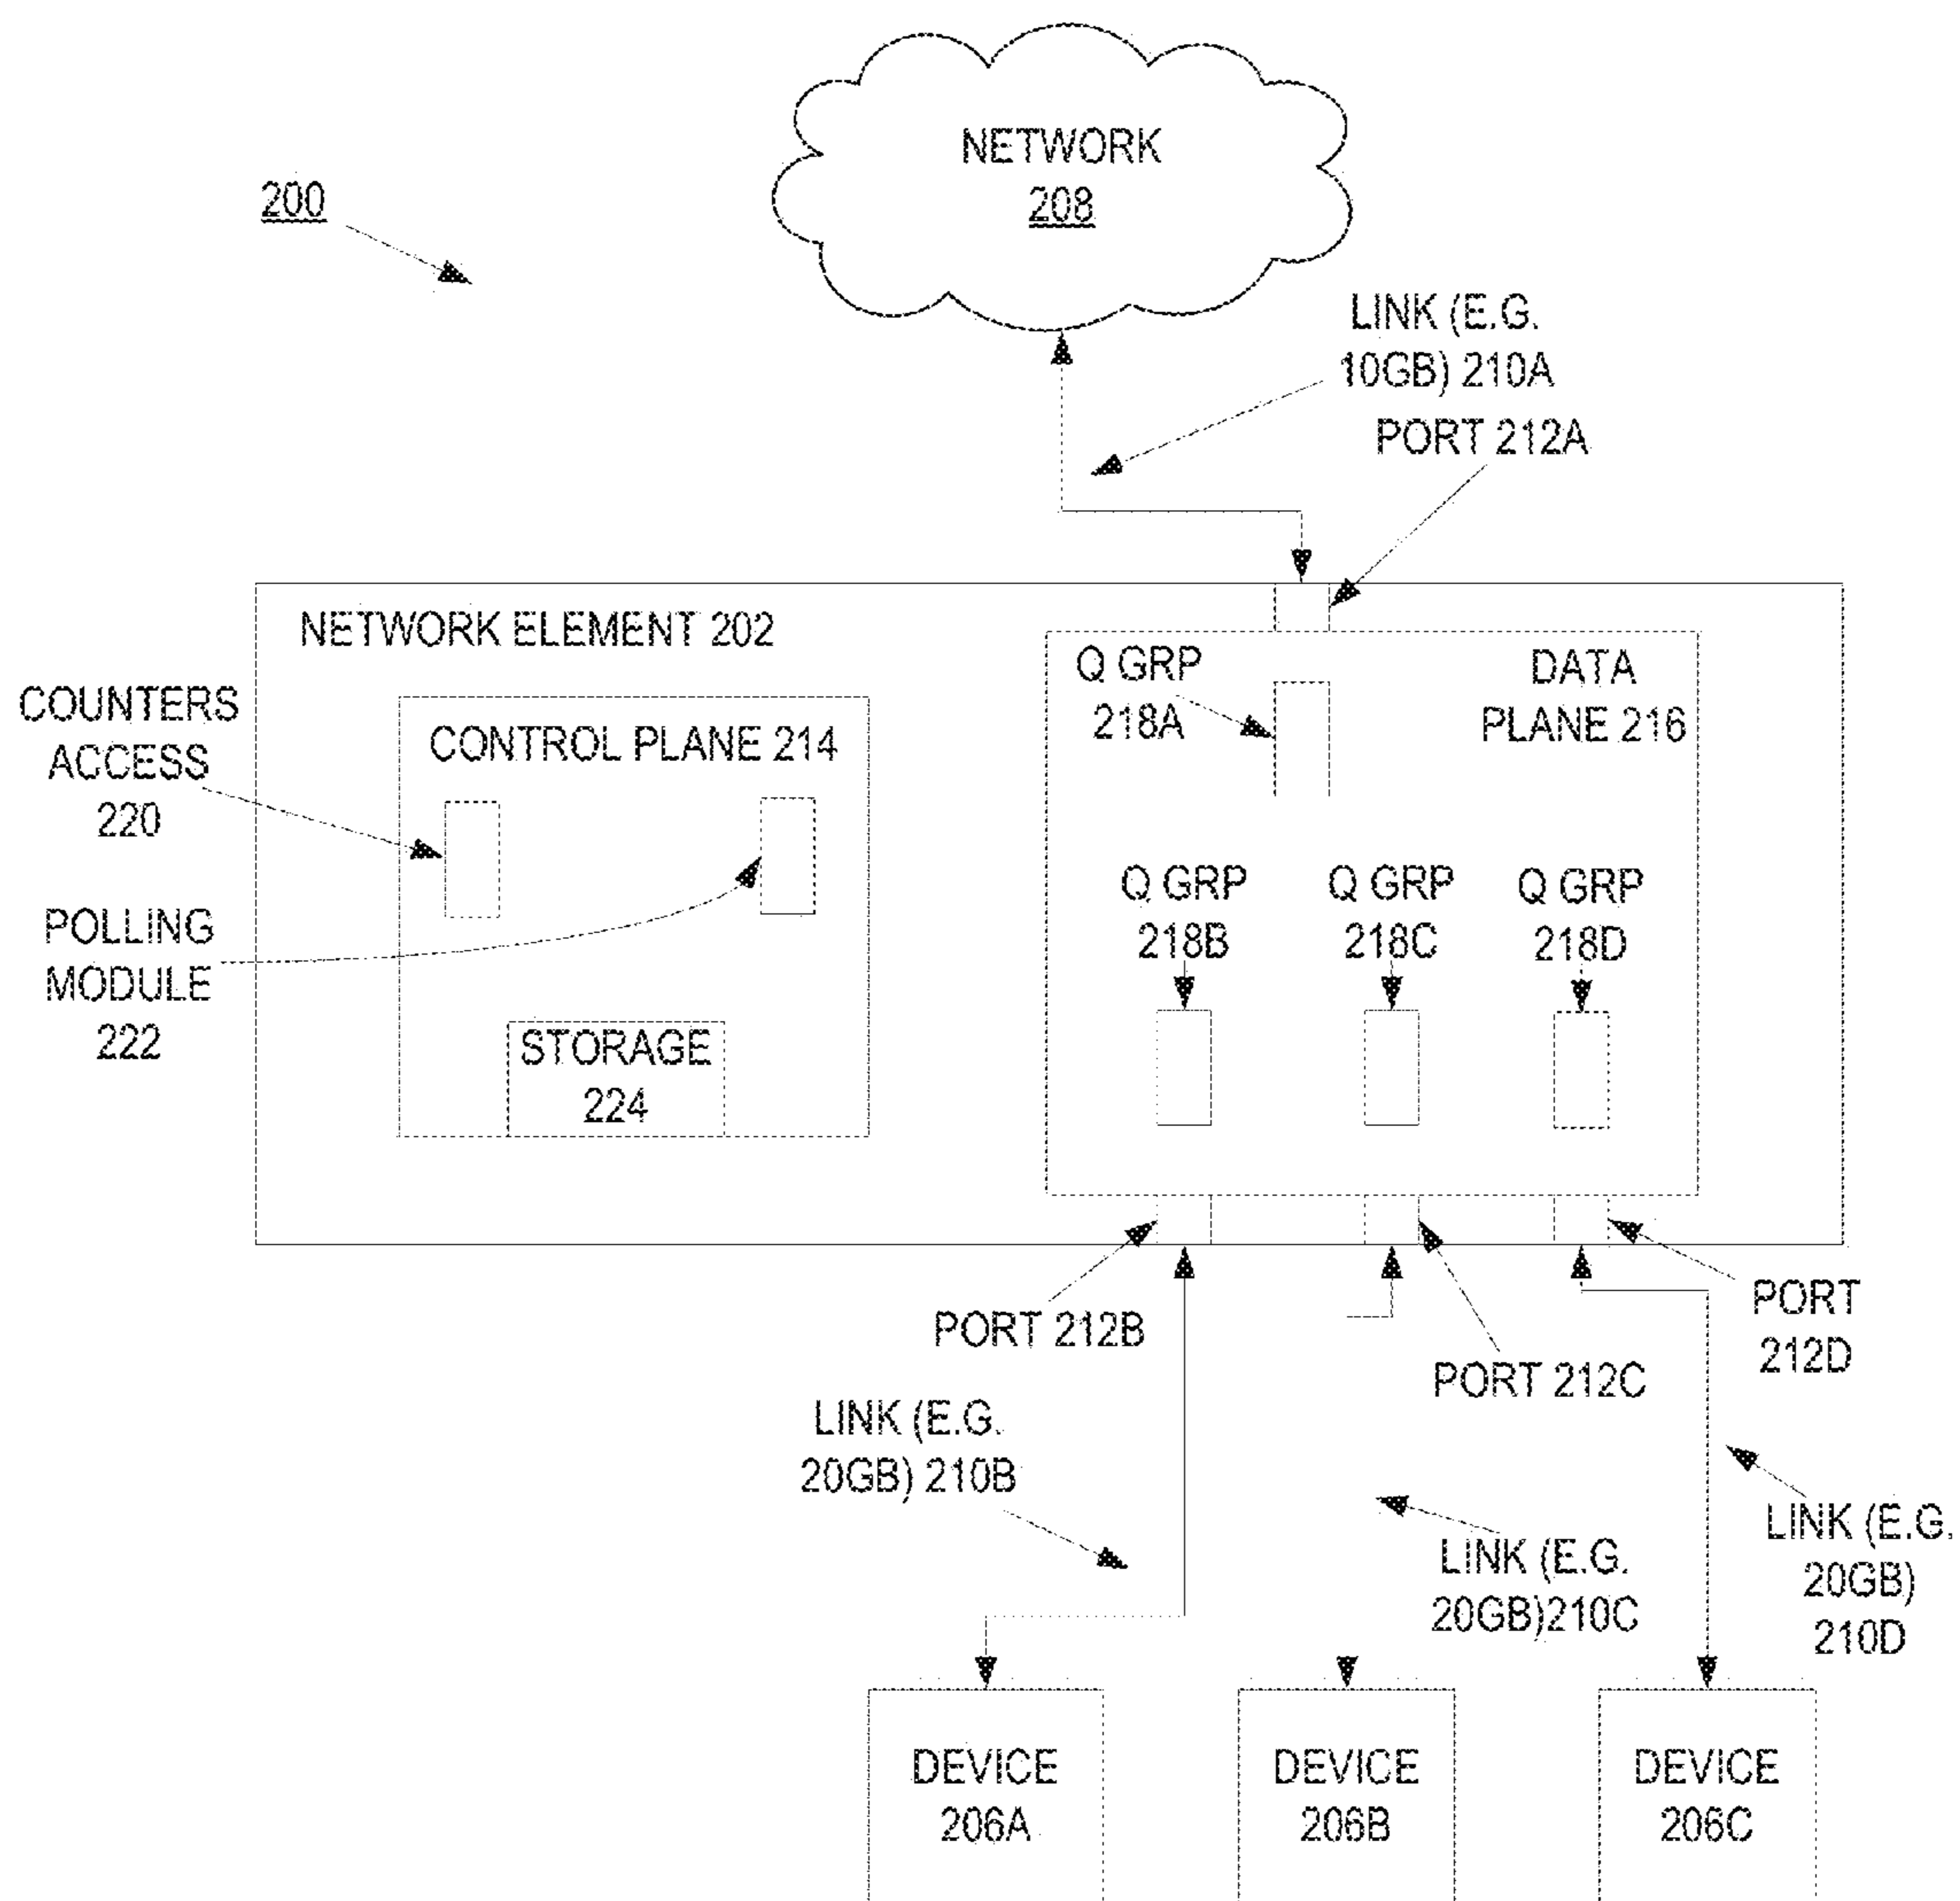 NETWORK
208
200
LINK (E.G.
10GB) 210A
PORT 212A
NETWORK ELEMENT 202
COUNTERS
ACCESS
220
CONTROL PLANE 214
POLLING
MODULE
222
STORAGE
224
Q GRP
218A
DATA
PLANE 216
Q GRP
218B
Q GRP
218C
Q GRP
218D
PORT 212B
PORT 212C
PORT
212D
LINK (E.G.
20GB) 210B
LINK (E.G.
20GB)210C
LINK (E.G.
20GB)
210D
DEVICE
206A
DEVICE
206B
DEVICE
206C